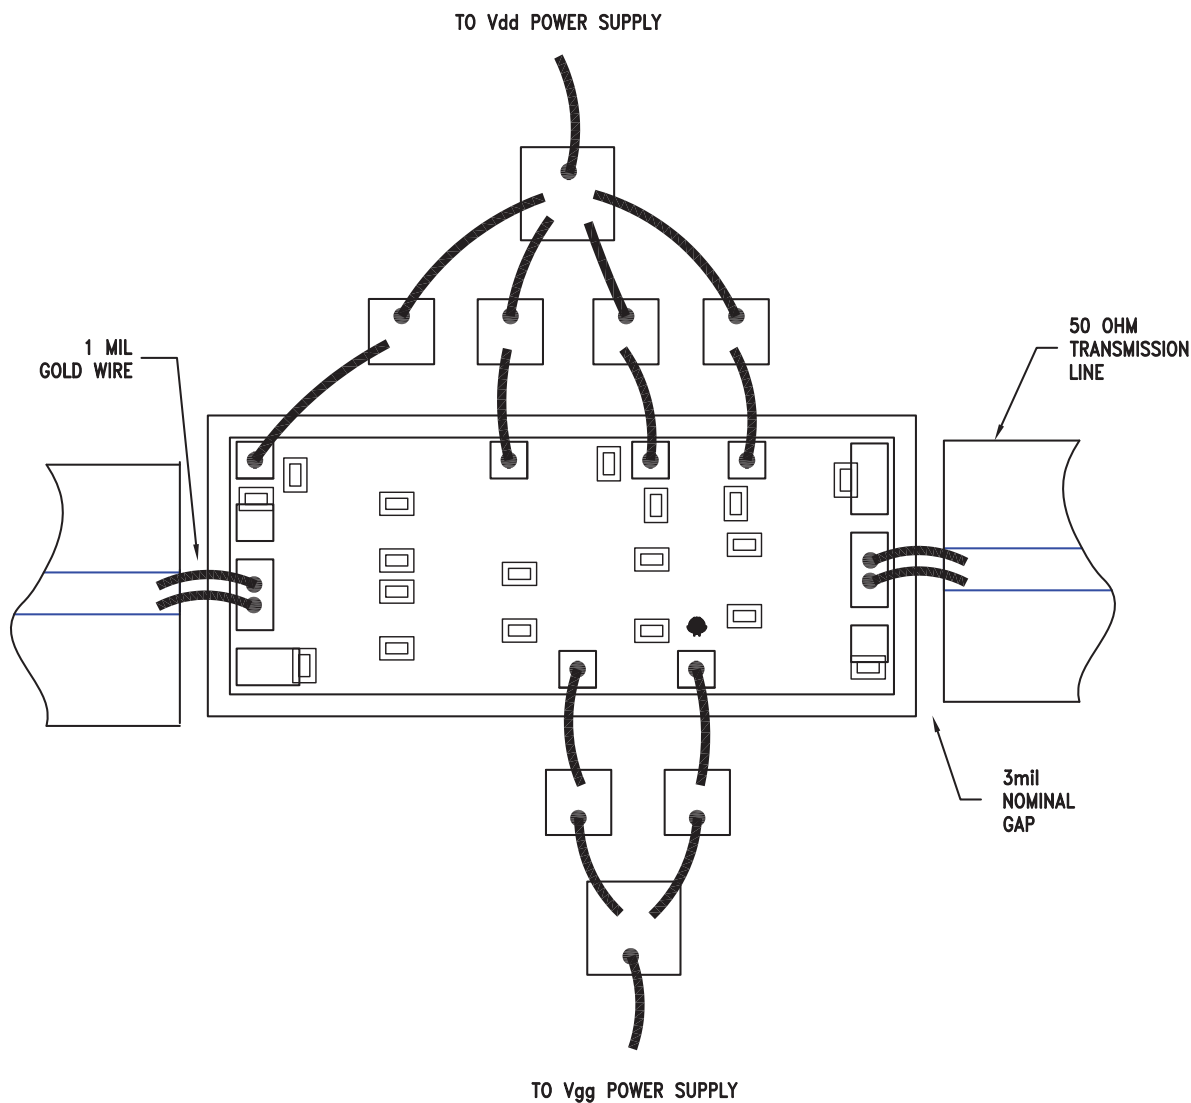 TO Vdd POWER SUPPLY
1 MIL
GOLD WIRE
50 OHM
TRANSMISSION
LINE
3mil
NOMINAL
GAP
TO Vgg POWER SUPPLY